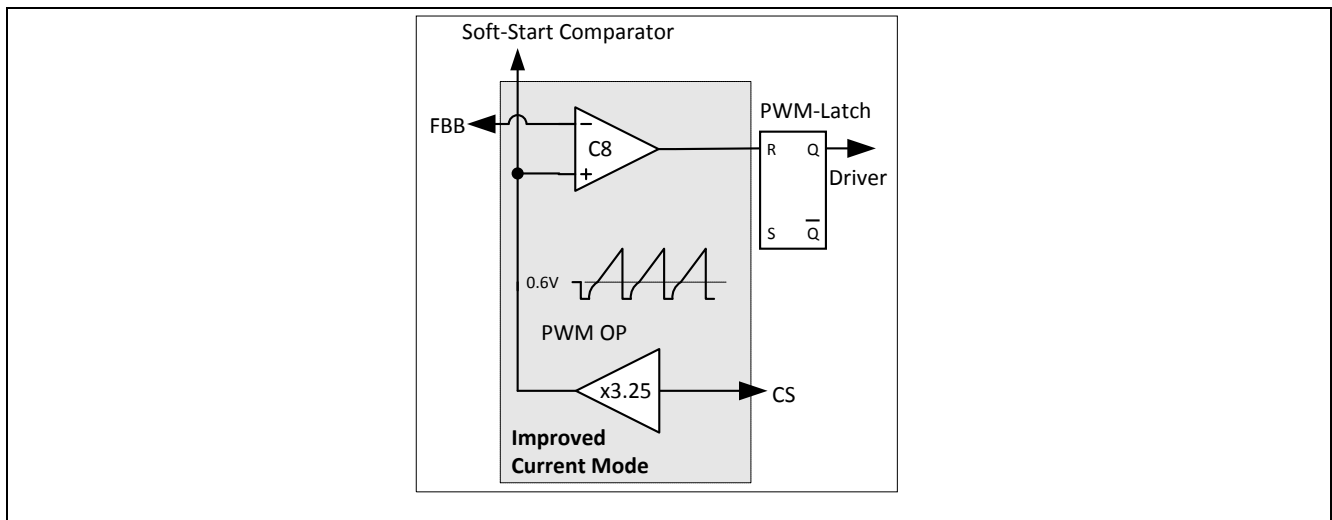 Soft-Start Comparator
FBB
PWM-Latch
−
C8
+
R
Q
Driver
S
Q̅
0.6V
PWM OP
x3.25
CS
Improved
Current Mode